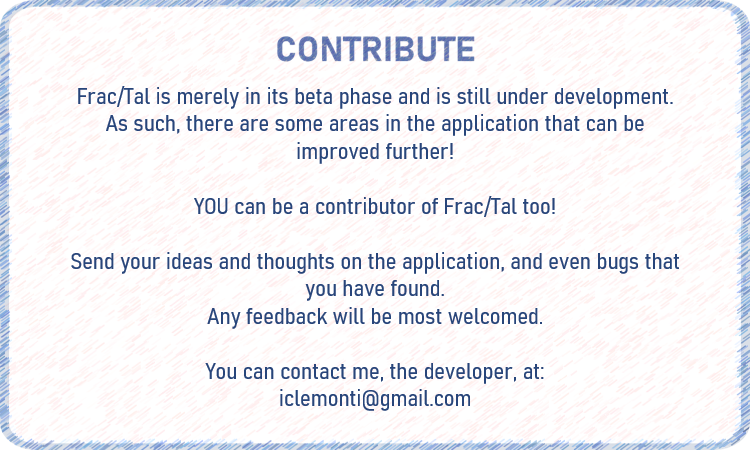 CONTRIBUTE
Frac/Tal is merely in its beta phase and is still under development.
As such, there are some areas in the application that can be
improved further!
YOU can be a contributor of Frac/Tal too!
Send your ideas and thoughts on the application, and even bugs that
you have found.
Any feedback will be most welcomed.
You can contact me, the developer, at:
iclemonti@gmail.com